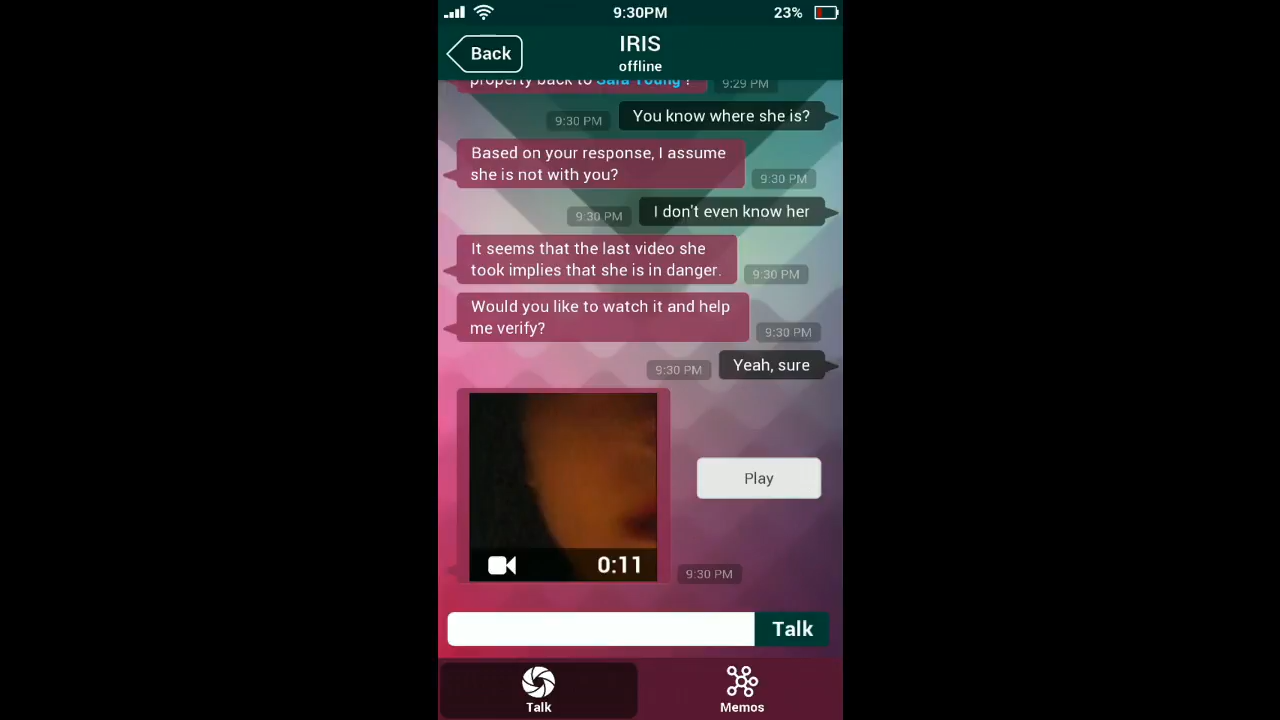 9:30PM
23%
Back
IRIS
offline
property back to Sara Young?
9:29 PM
9:30 PM
You know where she is?
Based on your response, I assume
she is not with you?
9:30 PM
9:30 PM
I don't even know her
It seems that the last video she
took implies that she is in danger.
9:30 PM
Would you like to watch it and help
me verify?
9:30 PM
9:30 PM
Yeah, sure
Play
0:11
9:30 PM
Talk
Talk
Memos